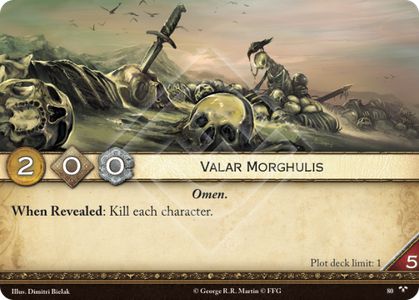 2 0 0 Valar Morghulis
Omen.
When Revealed: Kill each character.
Plot deck limit: 1
5
Illus. Dimitri Bielak © George R.R. Martin © FFG 80